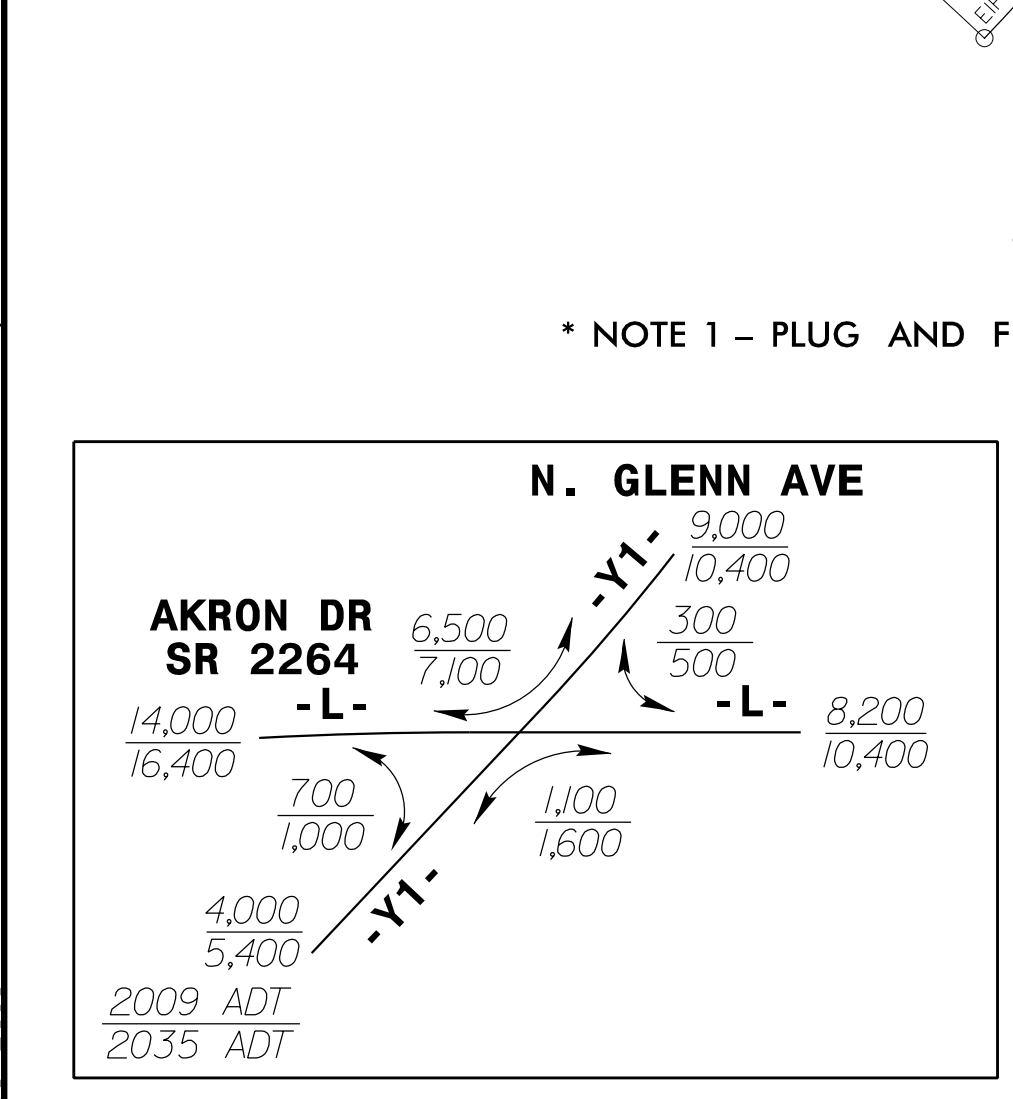 EIP
* NOTE 1 – PLUG AND F
N. GLENN AVE
-Y1-
9,000
10,400
AKRON DR
SR 2264
-L-
6,500
7,100
300
500
-L-
14,000
16,400
8,200
10,400
700
1,000
1,100
1,600
-Y1-
4,000
5,400
2009 ADT
2035 ADT